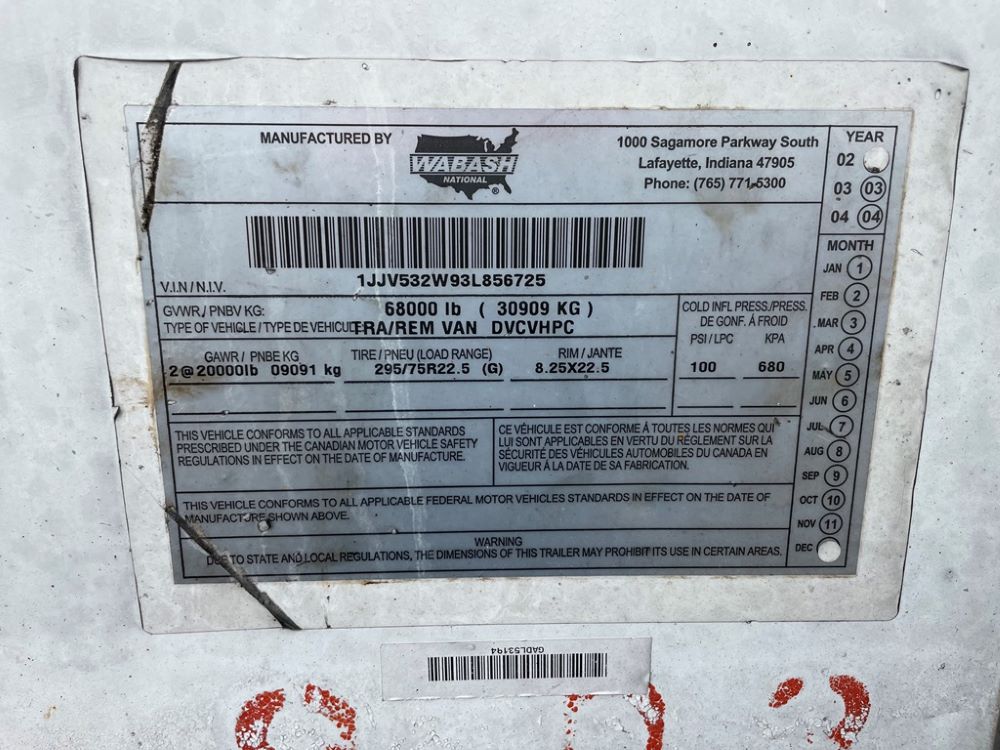 MANUFACTURED BY
WABASH
NATIONAL
®
1000 Sagamore Parkway South
Lafayette, Indiana 47905
Phone: (765) 771-5300
YEAR
02
03 03
04 04
MONTH
JAN 1
FEB 2
MAR 3
APR 4
MAY 5
JUN 6
JUL 7
AUG 8
SEP 9
OCT 10
NOV 11
DEC
V.I.N/N.I.V.
1JJV532W93L856725
GVWR / PNBV KG: 68000 lb ( 30909 KG )
TYPE OF VEHICLE / TYPE DE VEHICULE: TRA/REM VAN DVCVHPC
COLD INFL PRESS/PRESS.
DE GONF. À FROID
PSI / LPC KPA
GAWR / PNBE KG TIRE / PNEU (LOAD RANGE) RIM / JANTE
2@20000lb 09091 kg 295/75R22.5 (G) 8.25X22.5 100 680
THIS VEHICLE CONFORMS TO ALL APPLICABLE STANDARDS
PRESCRIBED UNDER THE CANADIAN MOTOR VEHICLE SAFETY
REGULATIONS IN EFFECT ON THE DATE OF MANUFACTURE.
CE VÉHICULE EST CONFORME À TOUTES LES NORMES QUI
LUI SONT APPLICABLES EN VERTU DU RÉGLEMENT SUR LA
SÉCURITÉ DES VÉHICULES AUTOMOBILES DU CANADA EN
VIGUEUR À LA DATE DE SA FABRICATION.
THIS VEHICLE CONFORMS TO ALL APPLICABLE FEDERAL MOTOR VEHICLES STANDARDS IN EFFECT ON THE DATE OF
MANUFACTURE SHOWN ABOVE.
WARNING
DUE TO STATE AND LOCAL REGULATIONS, THE DIMENSIONS OF THIS TRAILER MAY PROHIBIT ITS USE IN CERTAIN AREAS.
GADL53194